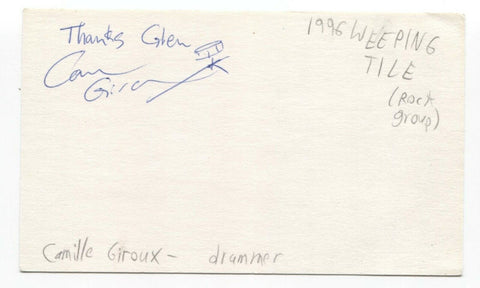 Thanks Glen
Cam
Giroux
1996 WEEPING
TILE
(Rock
group)
Camille Giroux - drummer